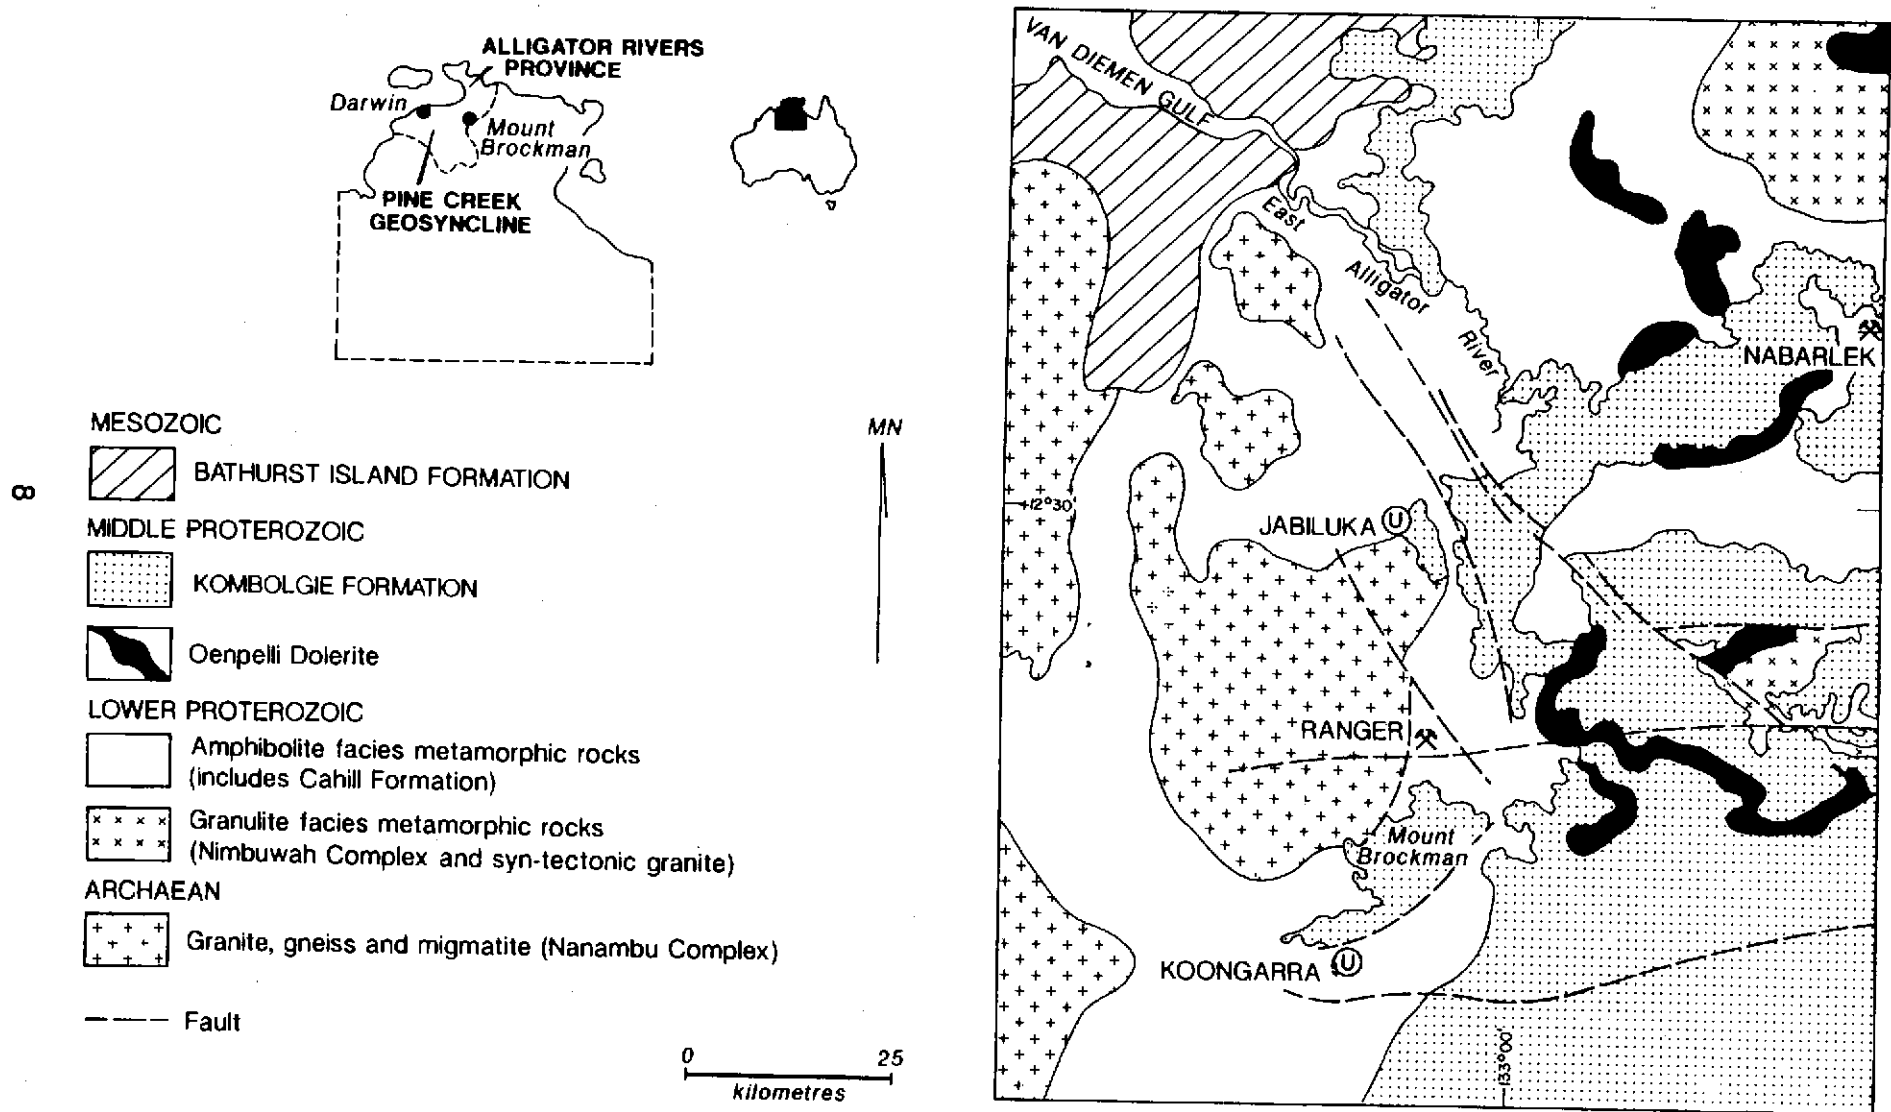 ALLIGATOR RIVERS
PROVINCE
Darwin
Mount
Brockman
PINE CREEK
GEOSYNCLINE
MESOZOIC
BATHURST ISLAND FORMATION
MIDDLE PROTEROZOIC
KOMBOLGIE FORMATION
Oenpelli Dolerite
LOWER PROTEROZOIC
Amphibolite facies metamorphic rocks
(includes Cahill Formation)
Granulite facies metamorphic rocks
(Nimbuwah Complex and syn-tectonic granite)
ARCHAEAN
Granite, gneiss and migmatite (Nanambu Complex)
Fault
MN
8
0 25
kilometres
VAN DIEMEN GULF
East
Alligator
River
NABARLEK
12°30'
JABILUKA U
RANGER
Mount
Brockman
KOONGARRA U
133°00'